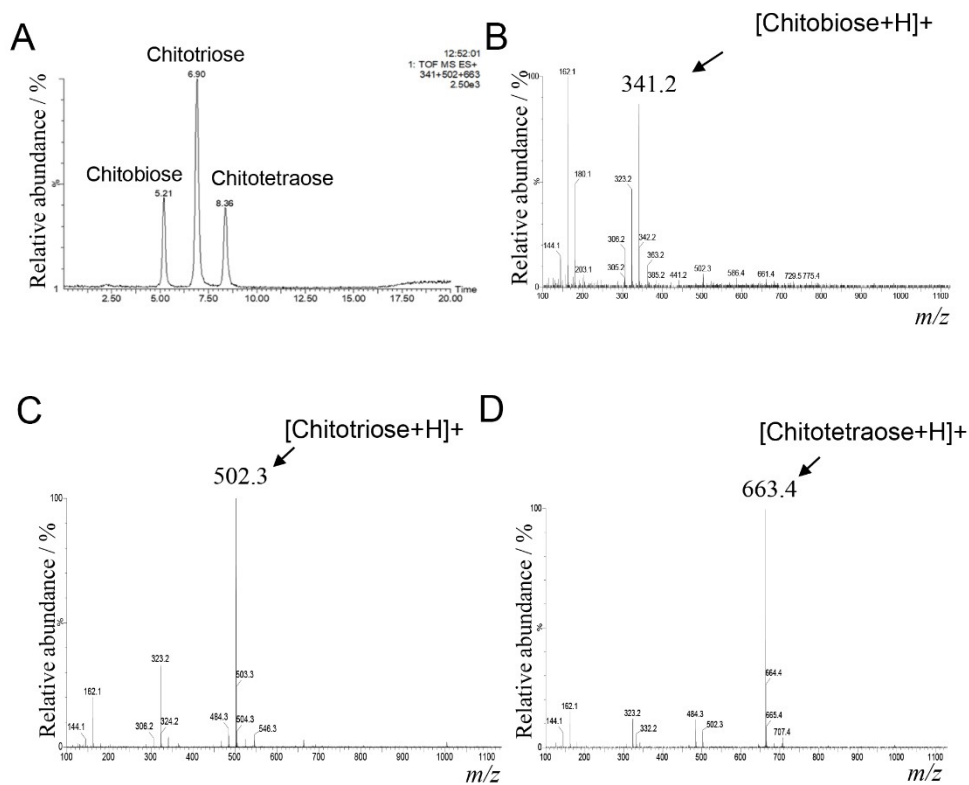 A
Chitotriose
6.90
12:52:01
1: TOF MS ES+
341+502+663
2.50e3
Chitobiose
5.21
Chitotetraose
8.36
Relative abundance / %
%
1
2.50 5.00 7.50 10.00 12.50 15.00 17.50 20.00
Time
B
[Chitobiose+H]+
341.2
100
162.1
180.1
323.2
144.1
203.1
306.2
305.2
342.2
363.2
385.2
441.2
502.3
586.4
661.4
729.5
775.4
Relative abundance / %
%
0
100 200 300 400 500 600 700 800 900 1000 1100
m/z
C
[Chitotriose+H]+
502.3
100
323.2
162.1
144.1
306.2
324.2
484.3
503.3
504.3
546.3
Relative abundance / %
%
0
100 200 300 400 500 600 700 800 900 1000 1100
m/z
D
[Chitotetraose+H]+
663.4
100
144.1
162.1
323.2
332.2
484.3
502.3
664.4
665.4
707.4
Relative abundance / %
%
0
100 200 300 400 500 600 700 800 900 1000 1100
m/z